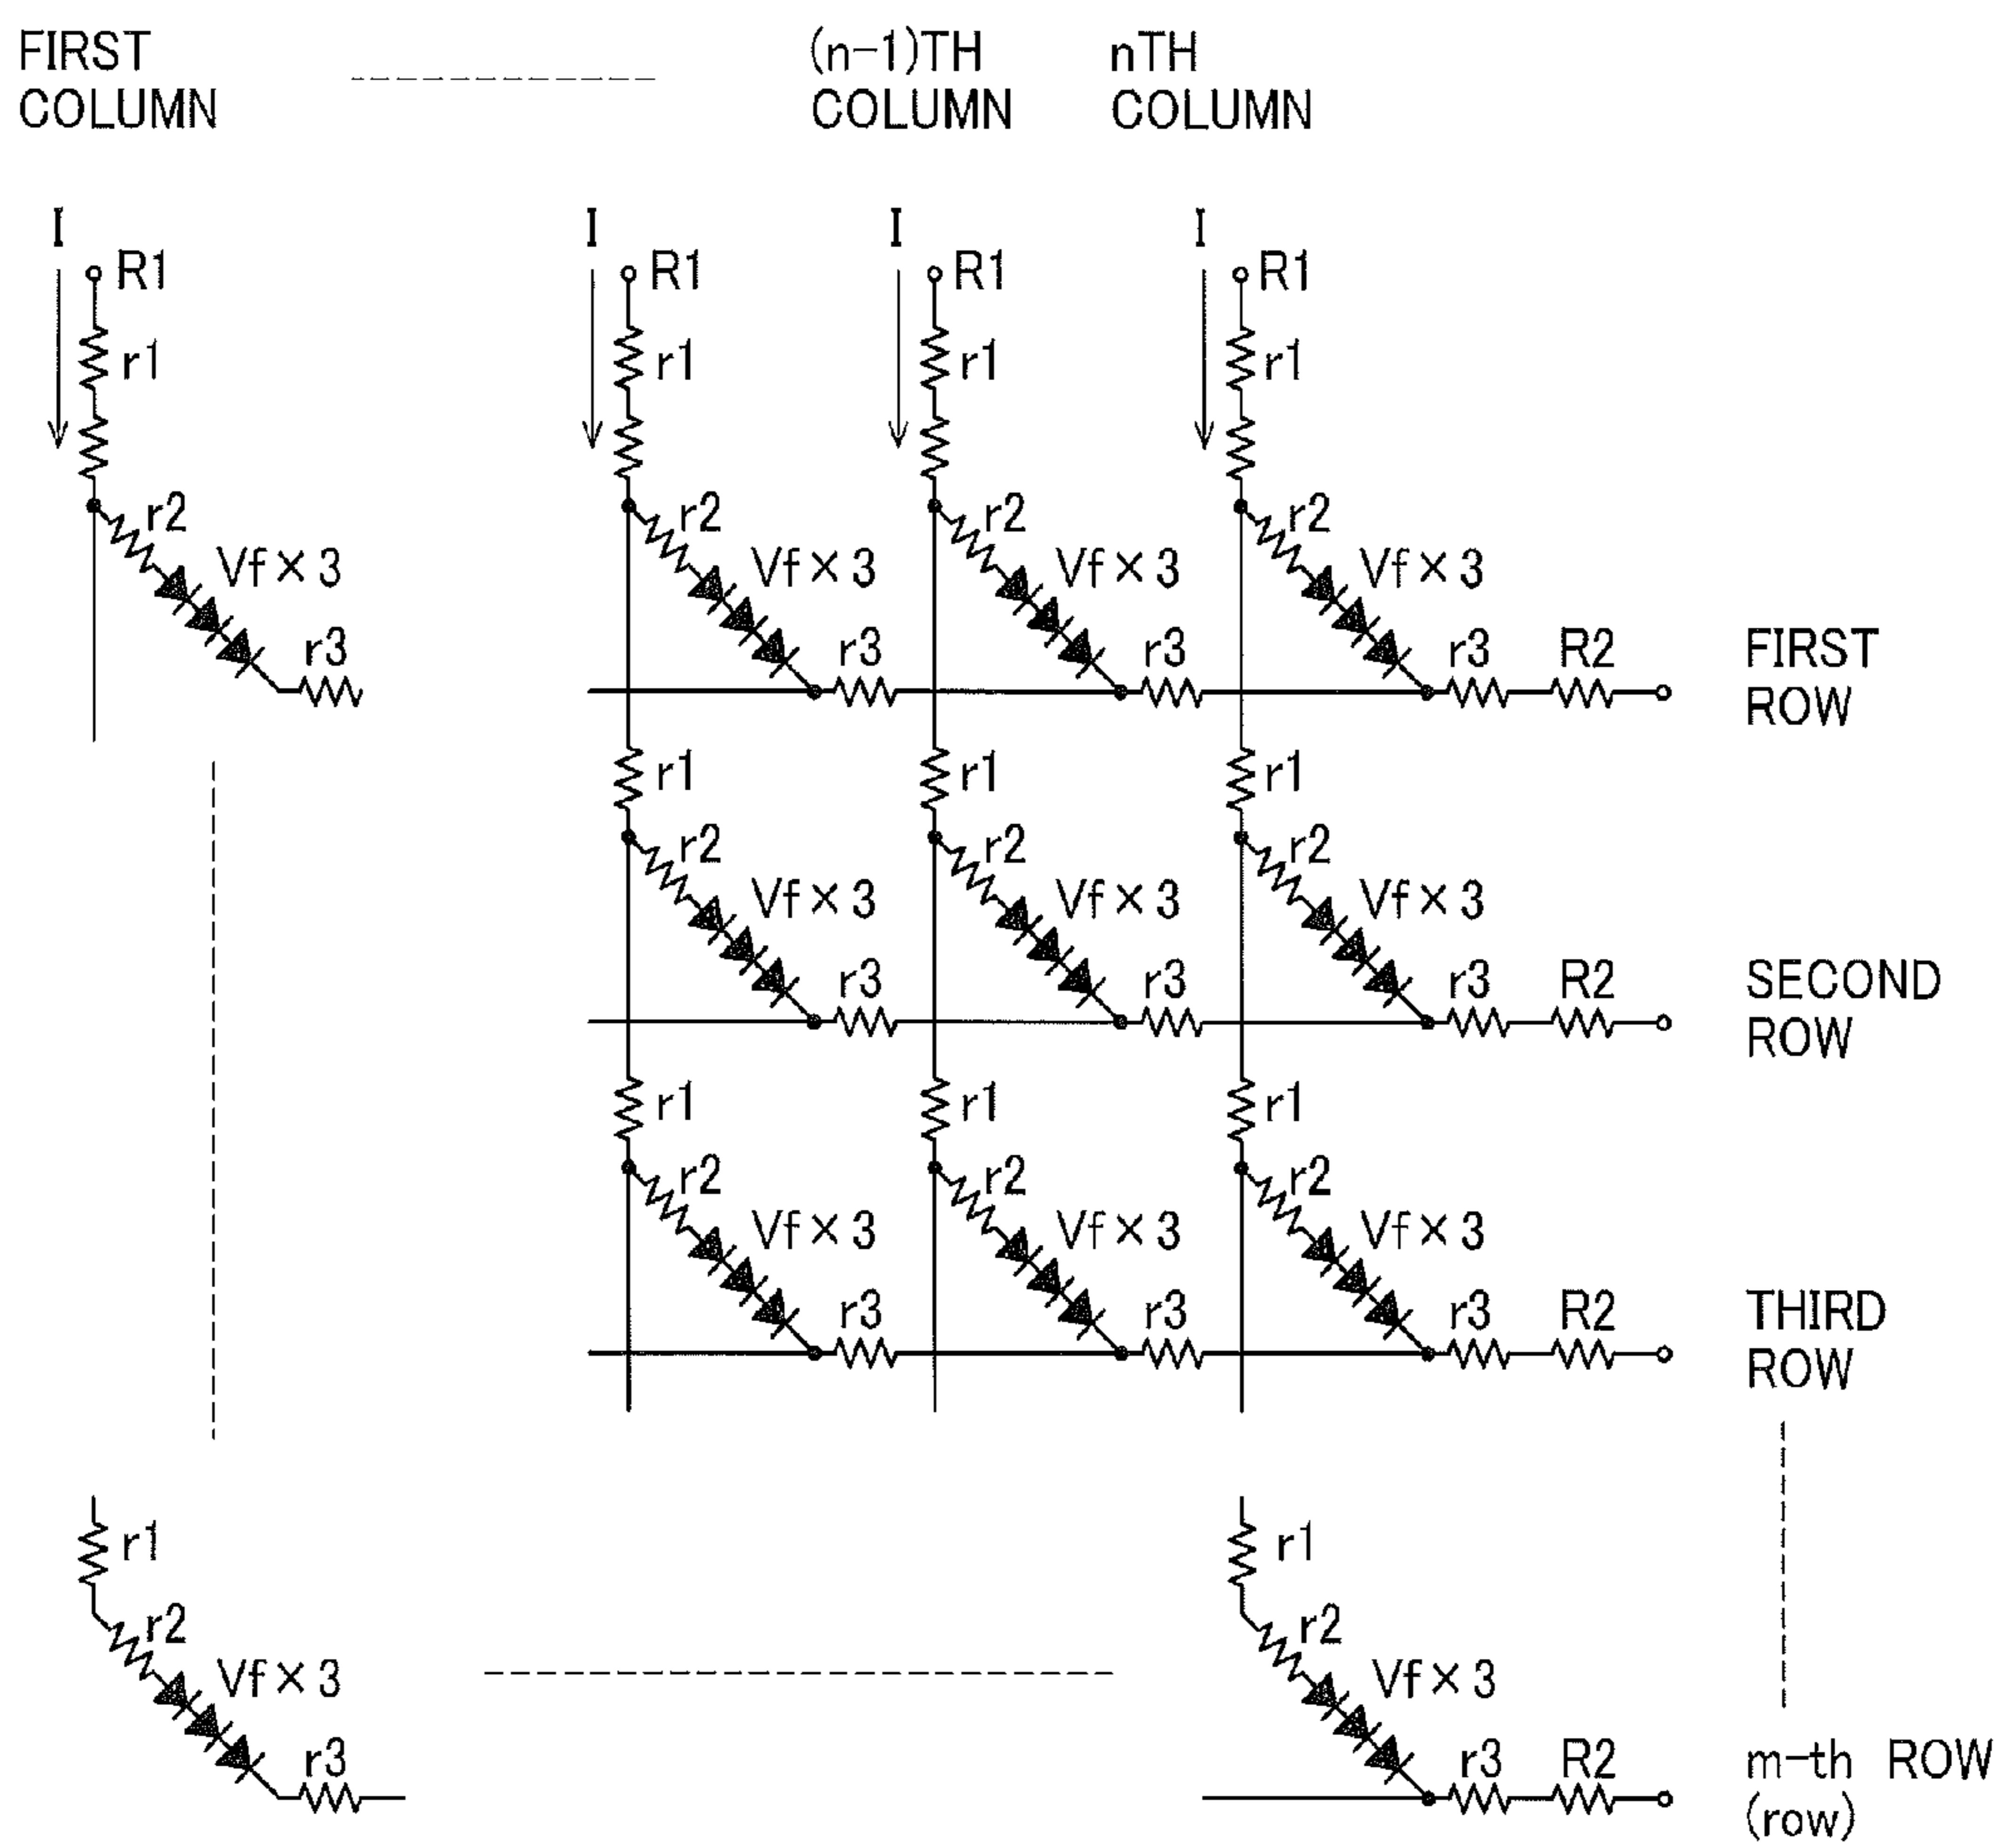 FIRST COLUMN
(n-1)TH COLUMN
nTH COLUMN
I I I I
R1 R1 R1 R1
r1 r1 r1 r1
r2 r2 r2 r2
Vf×3 Vf×3 Vf×3 Vf×3
r3 r3 r3 r3 R2
FIRST ROW
r1 r1 r1
r2 r2 r2
Vf×3 Vf×3 Vf×3
r3 r3 r3 R2
SECOND ROW
r1 r1 r1
r2 r2 r2
Vf×3 Vf×3 Vf×3
r3 r3 r3 R2
THIRD ROW
r1 r1
r2 r2
Vf×3 Vf×3
r3 r3 R2
m-th ROW
(row)